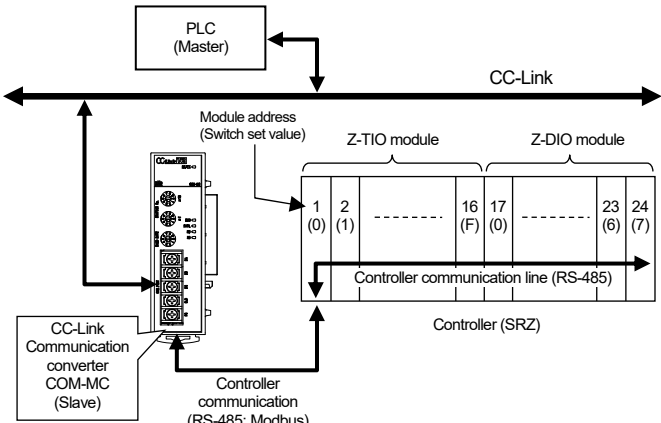 PLC
(Master)
CC-Link
Module address
(Switch set value)
Z-TIO module
Z-DIO module
1
(0)
2
(1)
16
(F)
17
(0)
23
(6)
24
(7)
Controller communication line (RS-485)
Controller (SRZ)
CC-Link
Communication
converter
COM-MC
(Slave)
Controller
communication
(RS-485: Modbus)